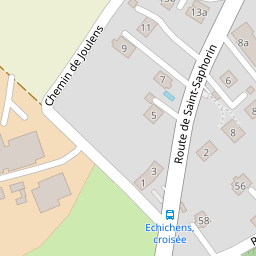 13
13a
11
9
8a
Chemin de Joulens
7
Route de Saint-Saphorin
5
8
2
1
3
56
58
Echichens,
croisée